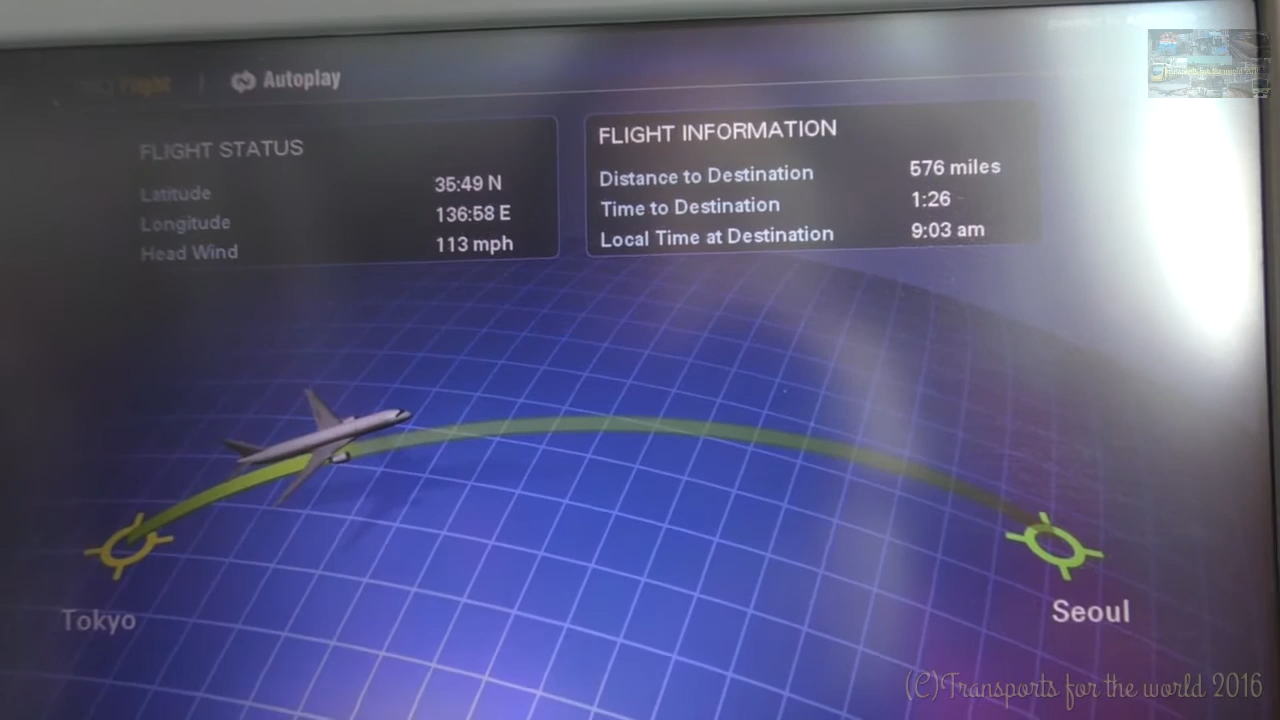 Flight | Autoplay
FLIGHT STATUS
Latitude 35:49 N
Longitude 136:58 E
Head Wind 113 mph
FLIGHT INFORMATION
Distance to Destination 576 miles
Time to Destination 1:26
Local Time at Destination 9:03 am
Tokyo
Seoul
(C)Transports for the world 2016